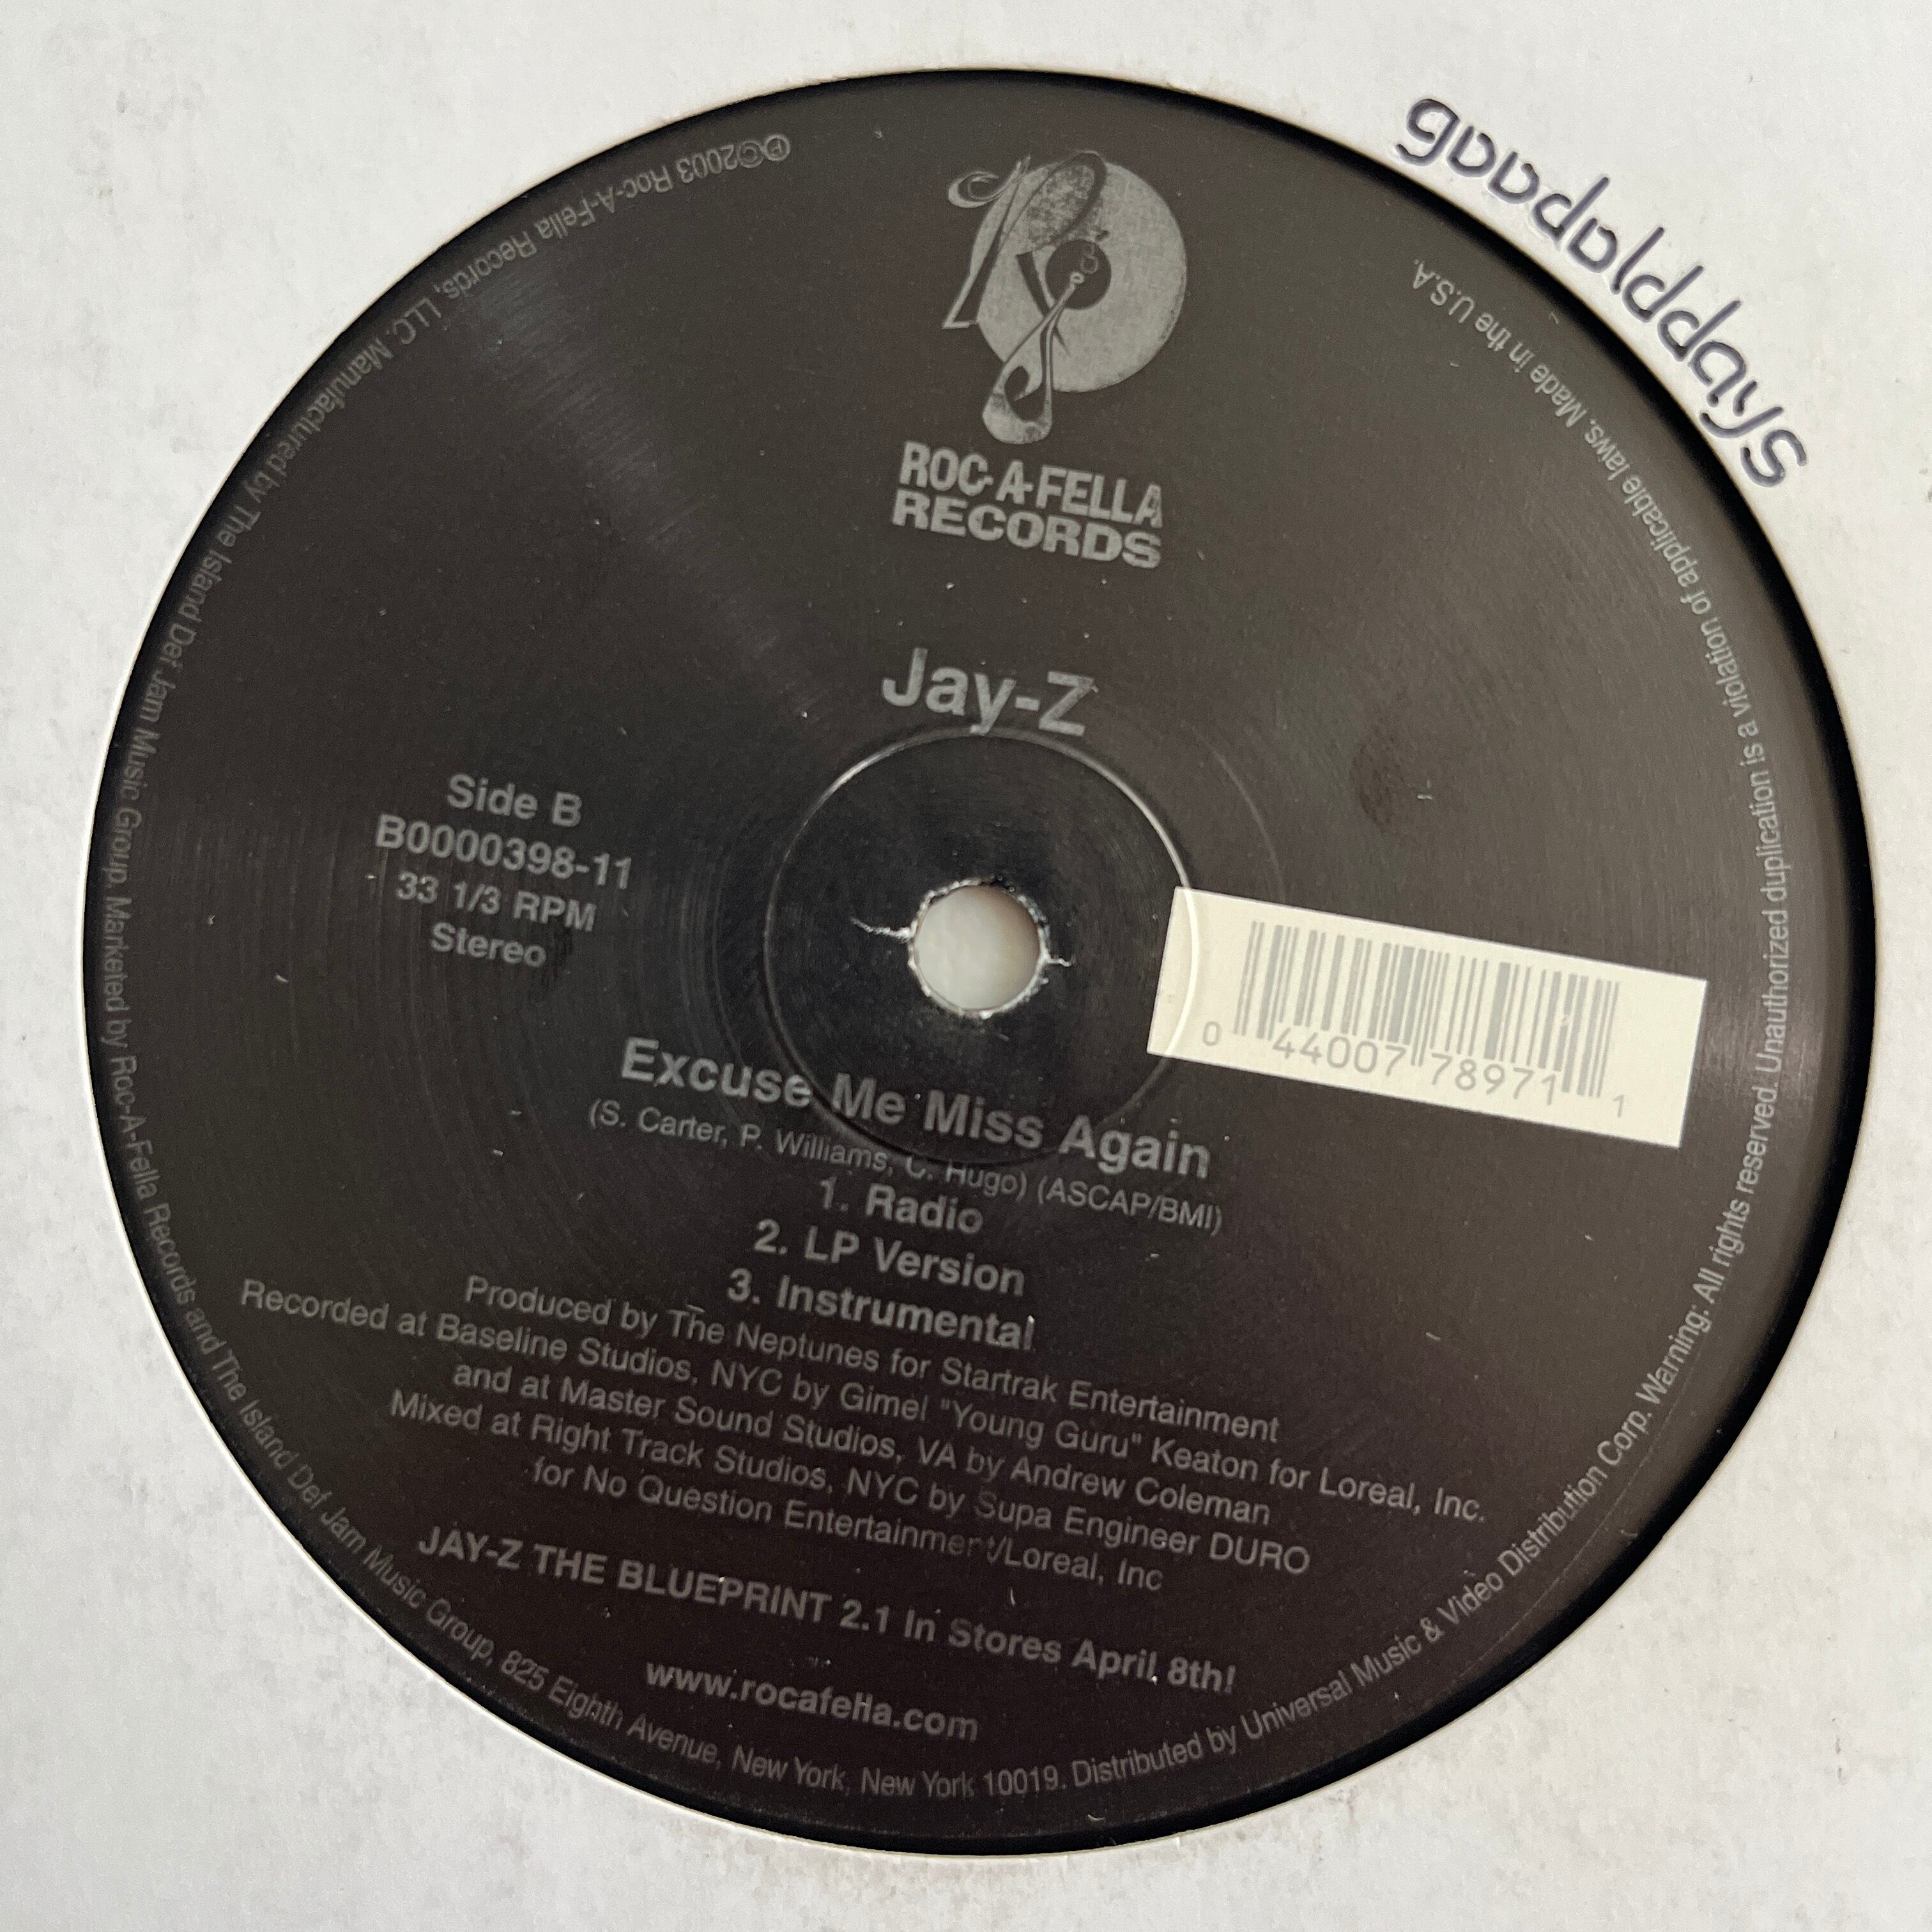 goodolddays
ROC-A-FELLA
RECORDS
Jay-Z
Side B
B0000398-11
33 1/3 RPM
Stereo
0 44007 78971 1
Excuse Me Miss Again
(S. Carter, P. Williams, C. Hugo) (ASCAP/BMI)
1. Radio
2. LP Version
3. Instrumental
Produced by The Neptunes for Startrak Entertainment
Recorded at Baseline Studios, NYC by Gimel "Young Guru" Keaton for Loreal, Inc.
and at Master Sound Studios, VA by Andrew Coleman
Mixed at Right Track Studios, NYC by Supa Engineer DURO
for No Question Entertainment/Loreal, Inc
JAY-Z THE BLUEPRINT 2.1 In Stores April 8th!
www.rocafella.com
℗©2003 Roc-A-Fella Records, LLC. Manufactured by The Island Def Jam Music Group. Marketed by Roc-A-Fella Records and The Island Def Jam Music Group, 825 Eighth Avenue, New York, New York 10019. Distributed by Universal Music & Video Distribution Corp. Warning: All rights reserved. Unauthorized duplication is a violation of applicable laws. Made in the U.S.A.